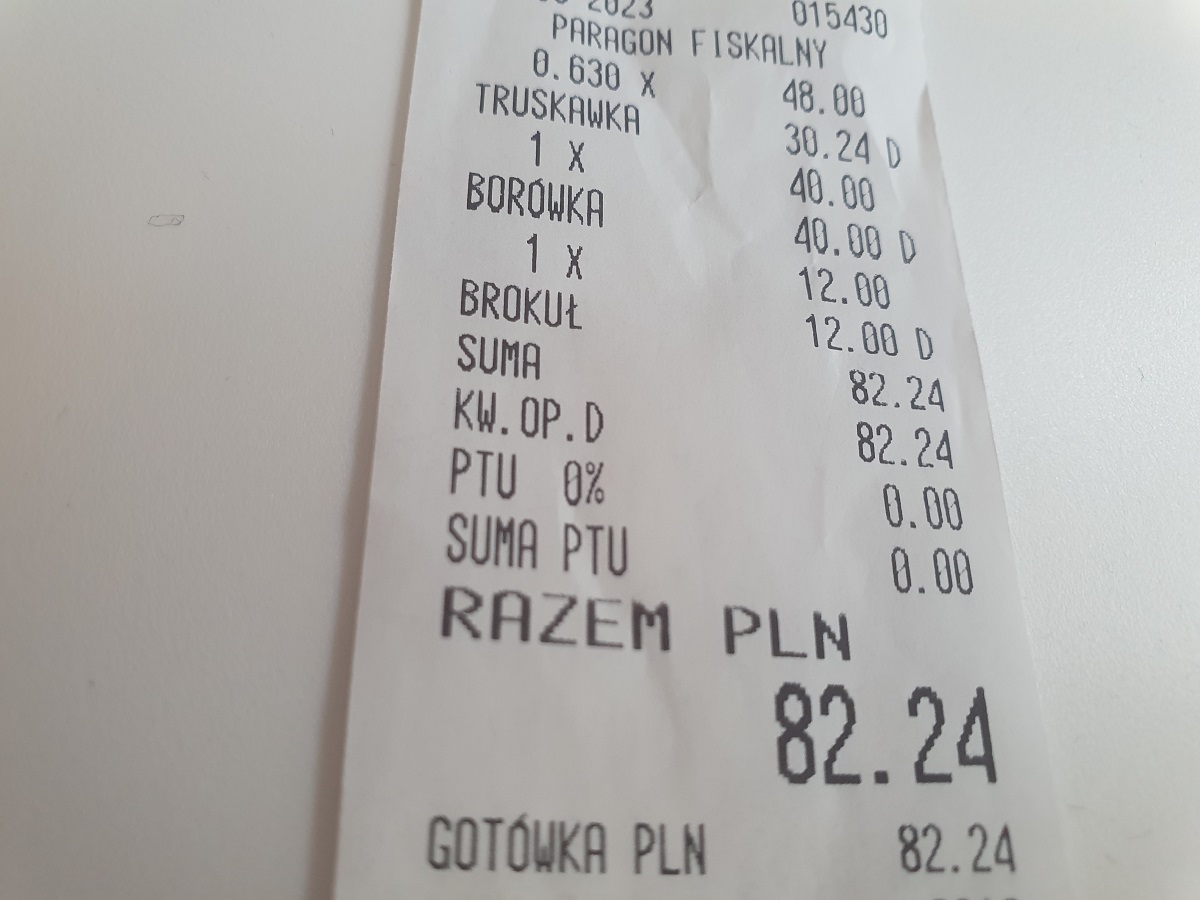 2023 015430
PARAGON FISKALNY
0.630 X 48.00
TRUSKAWKA 30.24 D
1 X 40.00
BORÓWKA 40.00 D
1 X 12.00
BROKUŁ 12.00 D
SUMA 82.24
KW.OP.D 82.24
PTU 0% 0.00
SUMA PTU 0.00
RAZEM PLN
82.24
GOTÓWKA PLN 82.24